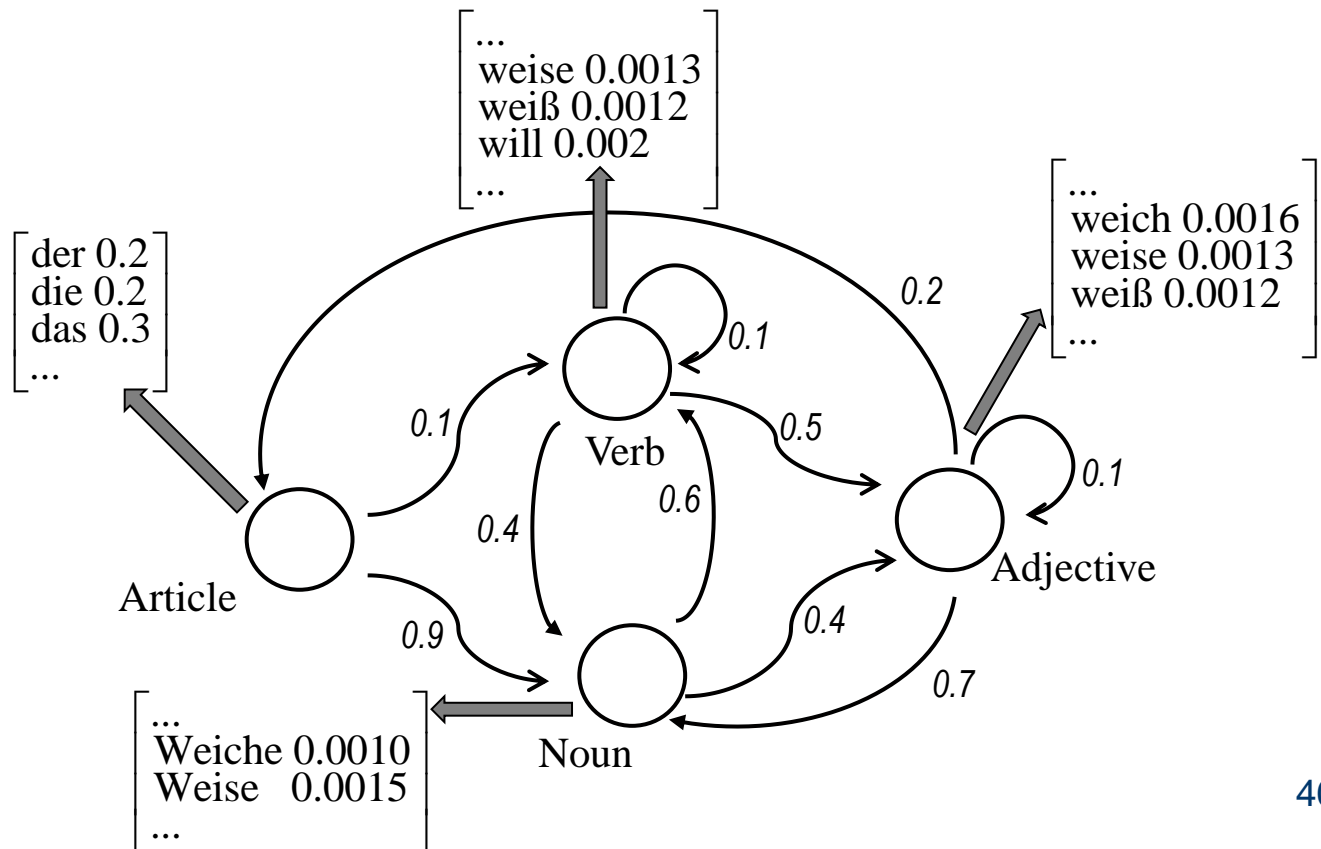 ...
weise 0.0013
weiß 0.0012
will 0.002
...
...
weich 0.0016
weise 0.0013
weiß 0.0012
...
der 0.2
die 0.2
das 0.3
...
0.2
0.1
0.1
Verb
0.5
0.1
0.4
0.6
Article
Adjective
0.9
0.4
0.7
Noun
...
Weiche 0.0010
Weise 0.0015
...